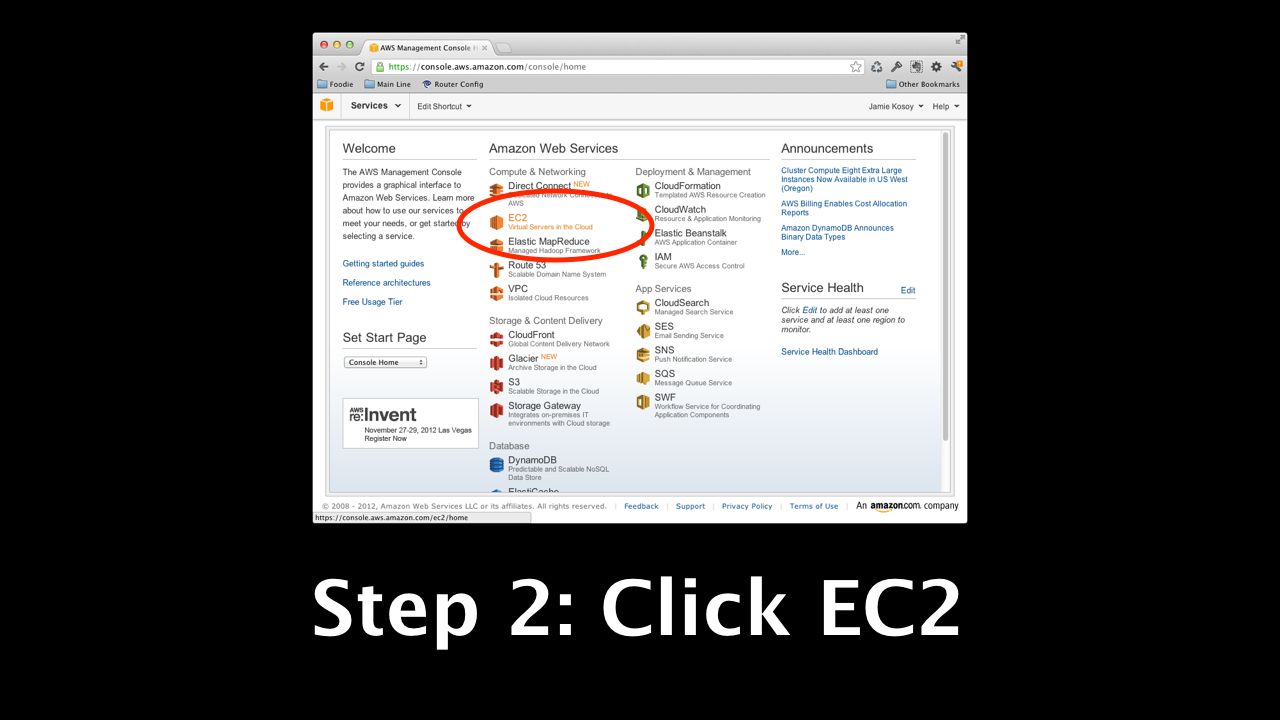 AWS Management Console
https://console.aws.amazon.com/console/home
Foodie
Main Line
Router Config
Other Bookmarks
Services
Edit Shortcut
Jamie Kosoy
Help
Welcome
The AWS Management Console
provides a graphical interface to
Amazon Web Services. Learn more
about how to use our services to
meet your needs, or get started by
selecting a service.
Getting started guides
Reference architectures
Free Usage Tier
Set Start Page
Console Home
AWS
re:Invent
November 27-29, 2012 Las Vegas
Register Now
Amazon Web Services
Compute & Networking
Direct Connect NEW
AWS
EC2
Virtual Servers in the Cloud
Elastic MapReduce
Managed Hadoop Framework
Route 53
Scalable Domain Name System
VPC
Isolated Cloud Resources
Storage & Content Delivery
CloudFront
Global Content Delivery Network
Glacier NEW
Archive Storage in the Cloud
S3
Scalable Storage in the Cloud
Storage Gateway
Integrates on-premises IT
environments with Cloud storage
Database
DynamoDB
Predictable and Scalable NoSQL
Data Store
ElastiCache
Deployment & Management
CloudFormation
Templated AWS Resource Creation
CloudWatch
Resource & Application Monitoring
Elastic Beanstalk
AWS Application Container
IAM
Secure AWS Access Control
App Services
CloudSearch
Managed Search Service
SES
Email Sending Service
SNS
Push Notification Service
SQS
Message Queue Service
SWF
Workflow Service for Coordinating
Application Components
Announcements
Cluster Compute Eight Extra Large
Instances Now Available in US West
(Oregon)
AWS Billing Enables Cost Allocation
Reports
Amazon DynamoDB Announces
Binary Data Types
More...
Service Health
Edit
Click Edit to add at least one
service and at least one region to
monitor.
Service Health Dashboard
© 2008 - 2012, Amazon Web Services LLC or its affiliates. All rights reserved.
Feedback
Support
Privacy Policy
Terms of Use
An amazon.com company
https://console.aws.amazon.com/ec2/home
Step 2: Click EC2